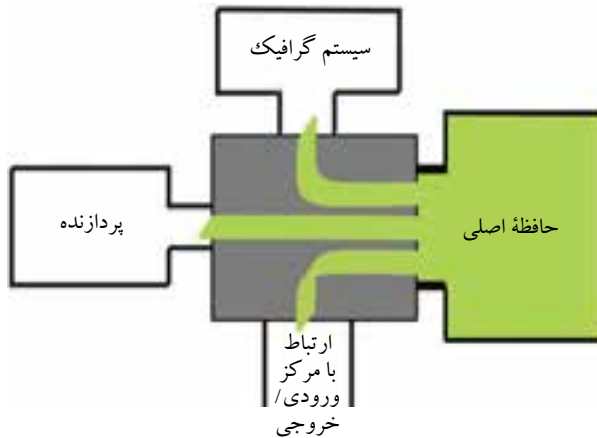 سیستم گرافیک
پردازنده
حافظهٔ اصلی
ارتباط
با مرکز
ورودی/
خروجی